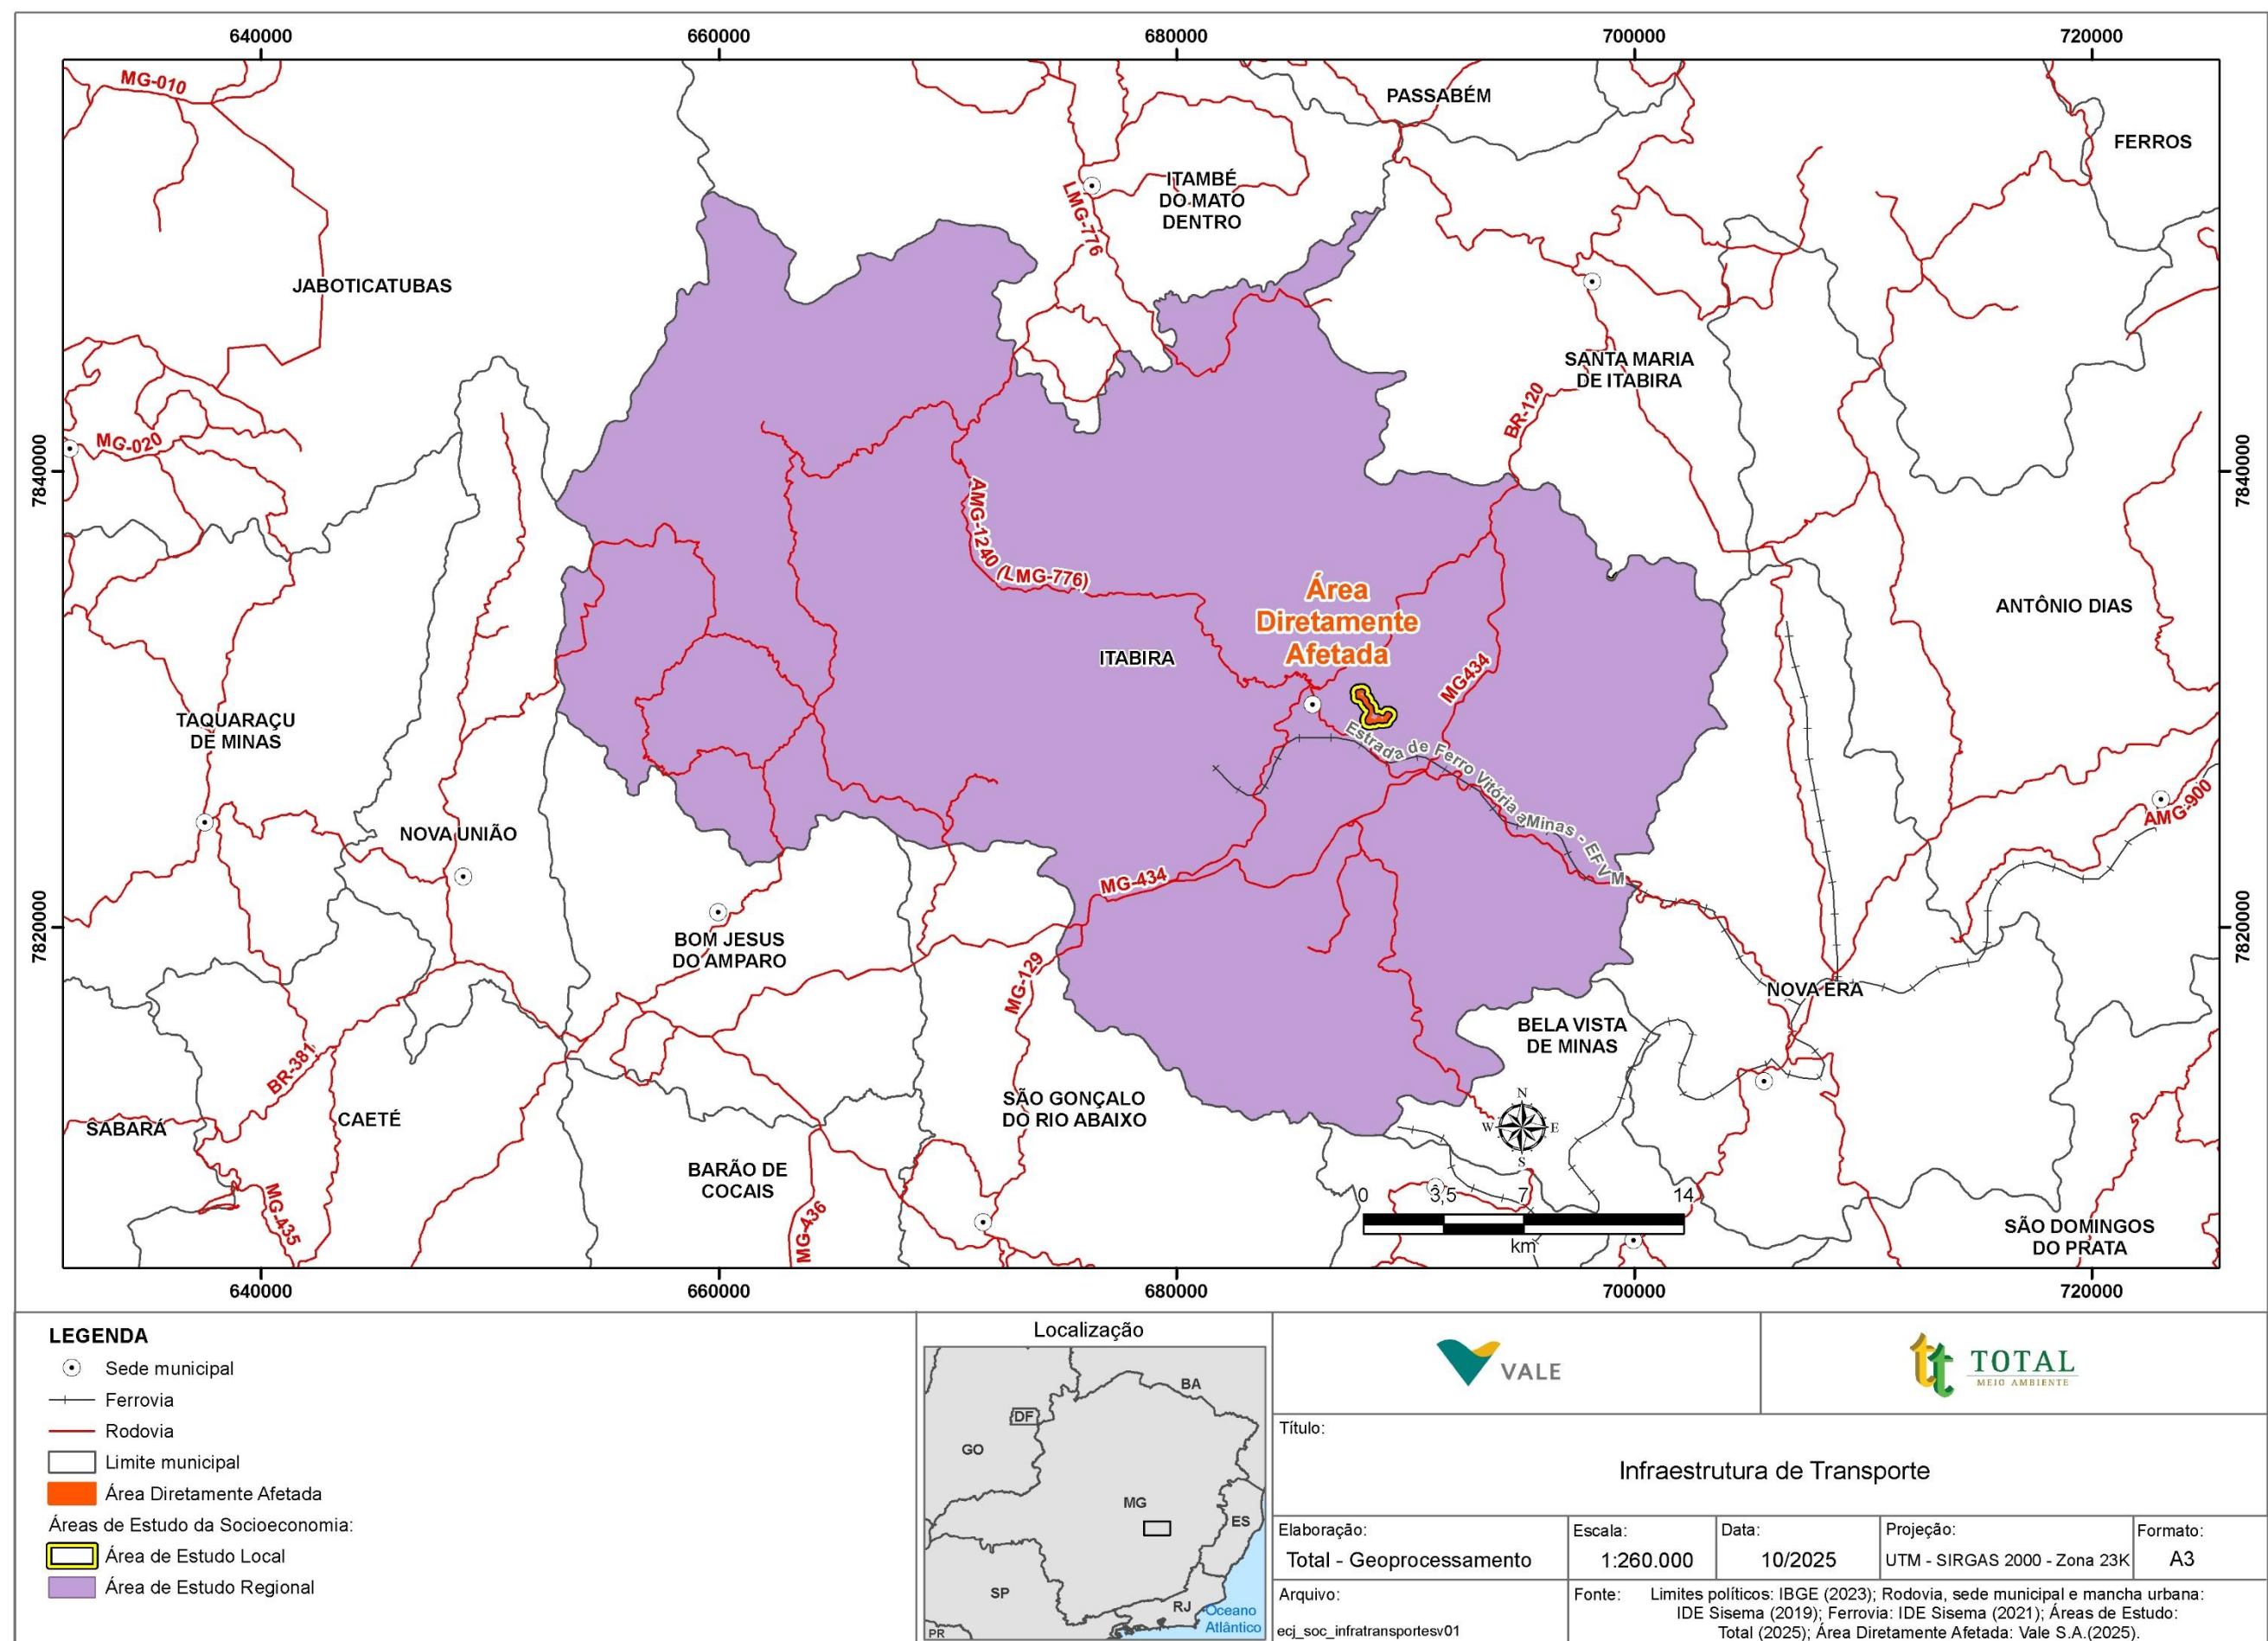 640000
660000
680000
700000
720000
MG-010
PASSABÉM
FERROS
ITAMBÉ
DO MATO
DENTRO
LMG-776
JABOTICATUBAS
SANTA MARIA
DE ITABIRA
BR-120
MG-020
7840000
7840000
AMG-1240 (LMG-776)
Área
Diretamente
Afetada
ANTÔNIO DIAS
ITABIRA
MG434
TAQUARAÇU
DE MINAS
Estrada de Ferro Vitória a Minas - EFVM
AMG-900
NOVA UNIÃO
MG-434
7820000
7820000
BOM JESUS
DO AMPARO
MG-129
NOVA ERA
BELA VISTA
DE MINAS
BR-381
SÃO GONÇALO
DO RIO ABAIXO
CAETÉ
SABARÁ
N
W
E
S
BARÃO DE
COCAIS
MG-435
MG-436
0
3,5
7
14
km
SÃO DOMINGOS
DO PRATA
640000
660000
680000
700000
720000
LEGENDA
Sede municipal
Ferrovia
Rodovia
Limite municipal
Área Diretamente Afetada
Áreas de Estudo da Socioeconomia:
Área de Estudo Local
Área de Estudo Regional
Localização
BA
DF
GO
MG
ES
SP
RJ
Oceano
Atlântico
PR
VALE
TOTAL
MEIO AMBIENTE
Título:
Infraestrutura de Transporte
Elaboração:
Total - Geoprocessamento
Escala:
1:260.000
Data:
10/2025
Projeção:
UTM - SIRGAS 2000 - Zona 23K
Formato:
A3
Arquivo:
ecj_soc_infratransportesv01
Fonte: Limites políticos: IBGE (2023); Rodovia, sede municipal e mancha urbana:
IDE Sisema (2019); Ferrovia: IDE Sisema (2021); Áreas de Estudo:
Total (2025); Área Diretamente Afetada: Vale S.A.(2025).